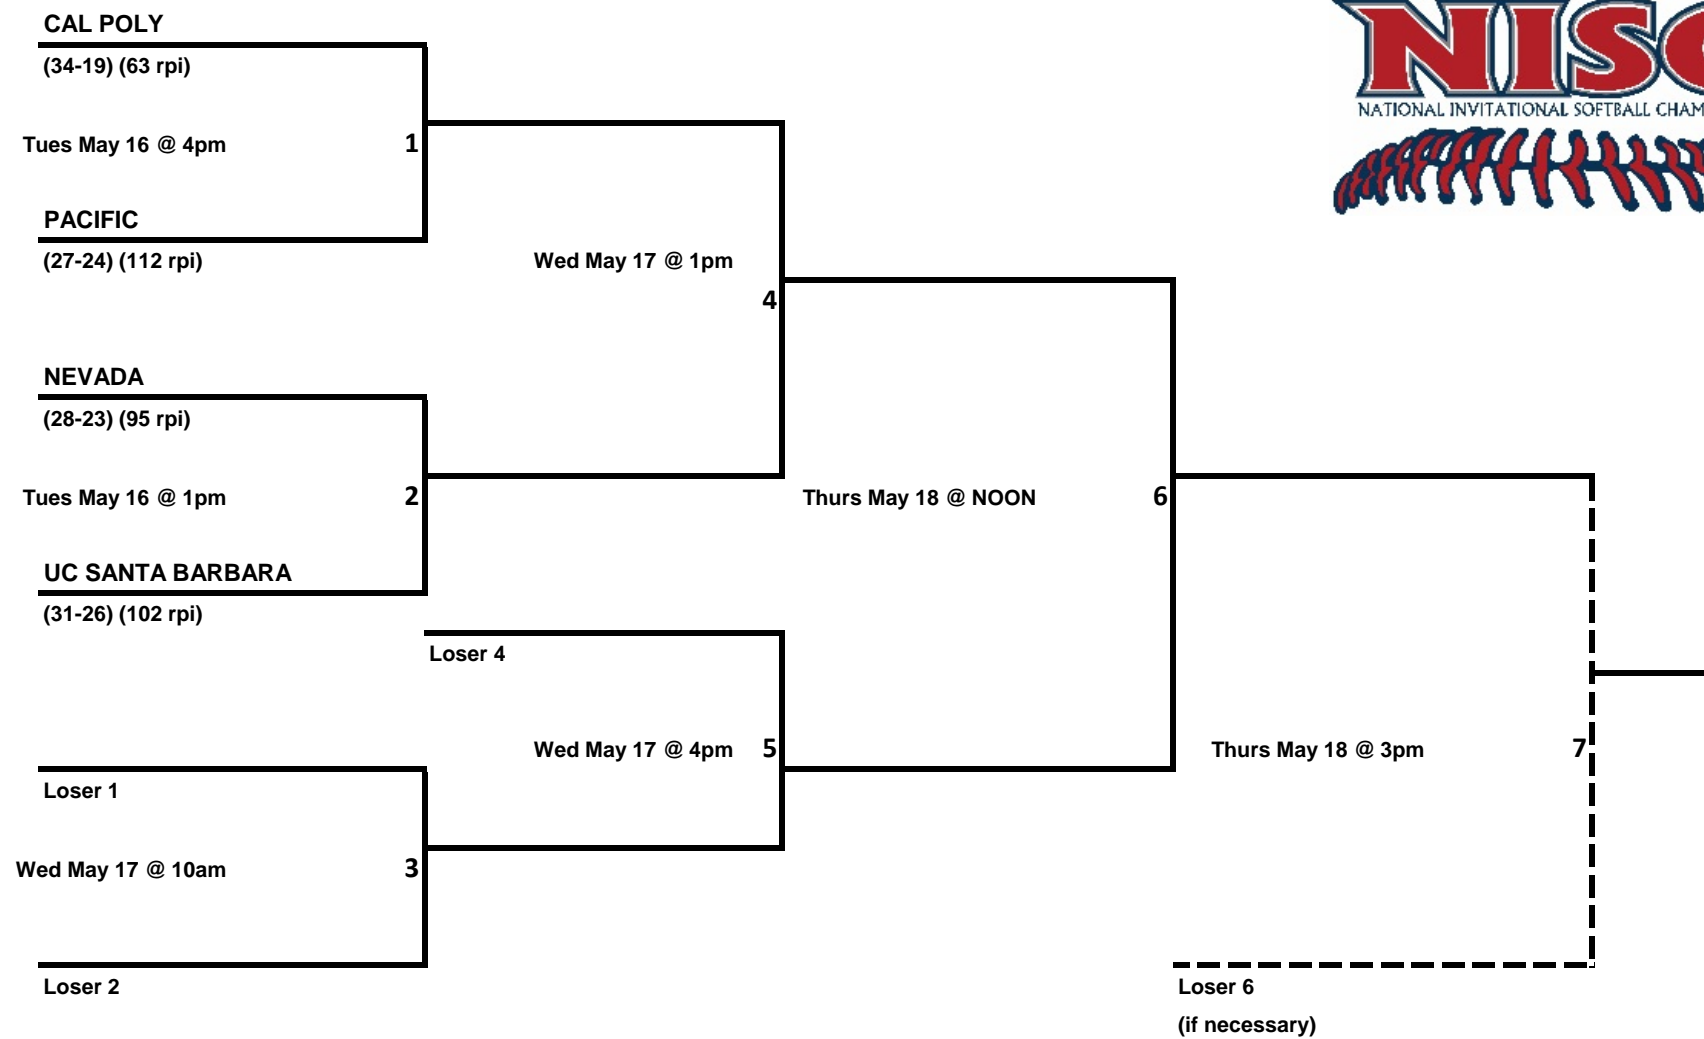 CAL POLY
(34-19) (63 rpi)
Tues May 16 @ 4pm
1
PACIFIC
(27-24) (112 rpi)
Wed May 17 @ 1pm
4
NEVADA
(28-23) (95 rpi)
Tues May 16 @ 1pm
2
Thurs May 18 @ NOON
6
UC SANTA BARBARA
(31-26) (102 rpi)
Loser 4
Wed May 17 @ 4pm
5
Thurs May 18 @ 3pm
7
Loser 1
Wed May 17 @ 10am
3
Loser 2
Loser 6
(if necessary)
NISC
NATIONAL INVITATIONAL SOFTBALL CHAM